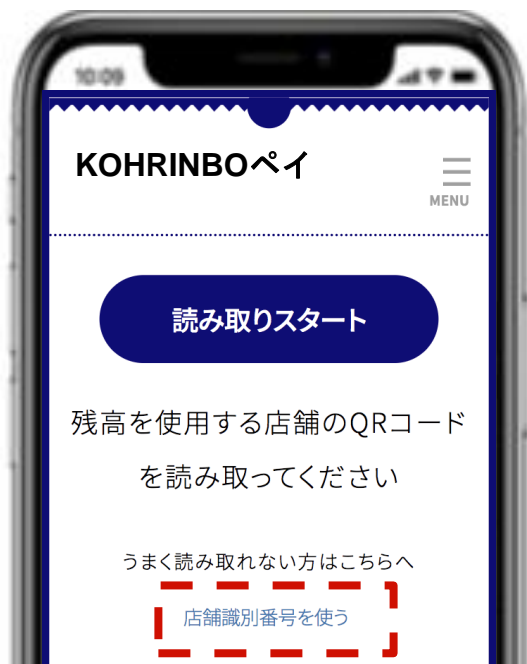 10:09
KOHRINBOペイ
MENU
読み取りスタート
残高を使用する店舗のQRコード
を読み取ってください
うまく読み取れない方はこちらへ
店舗識別番号を使う